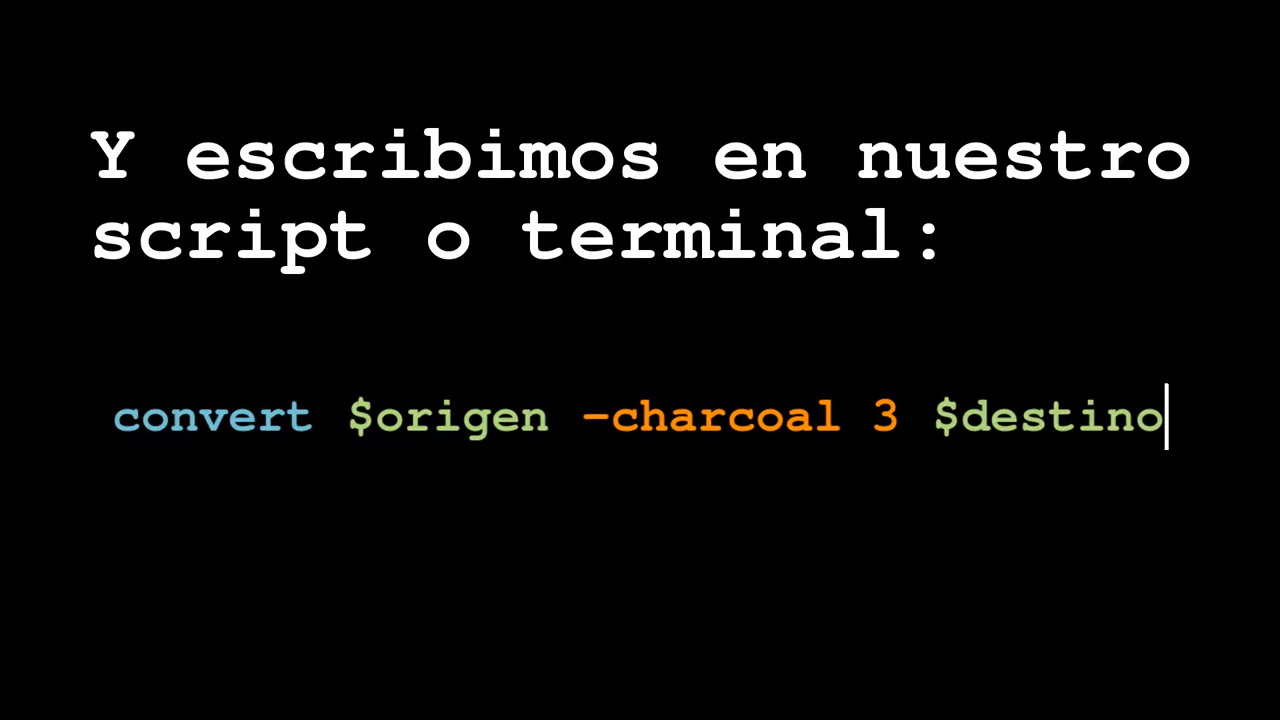 Y escribimos en nuestro
script o terminal:
convert $origen -charcoal 3 $destino